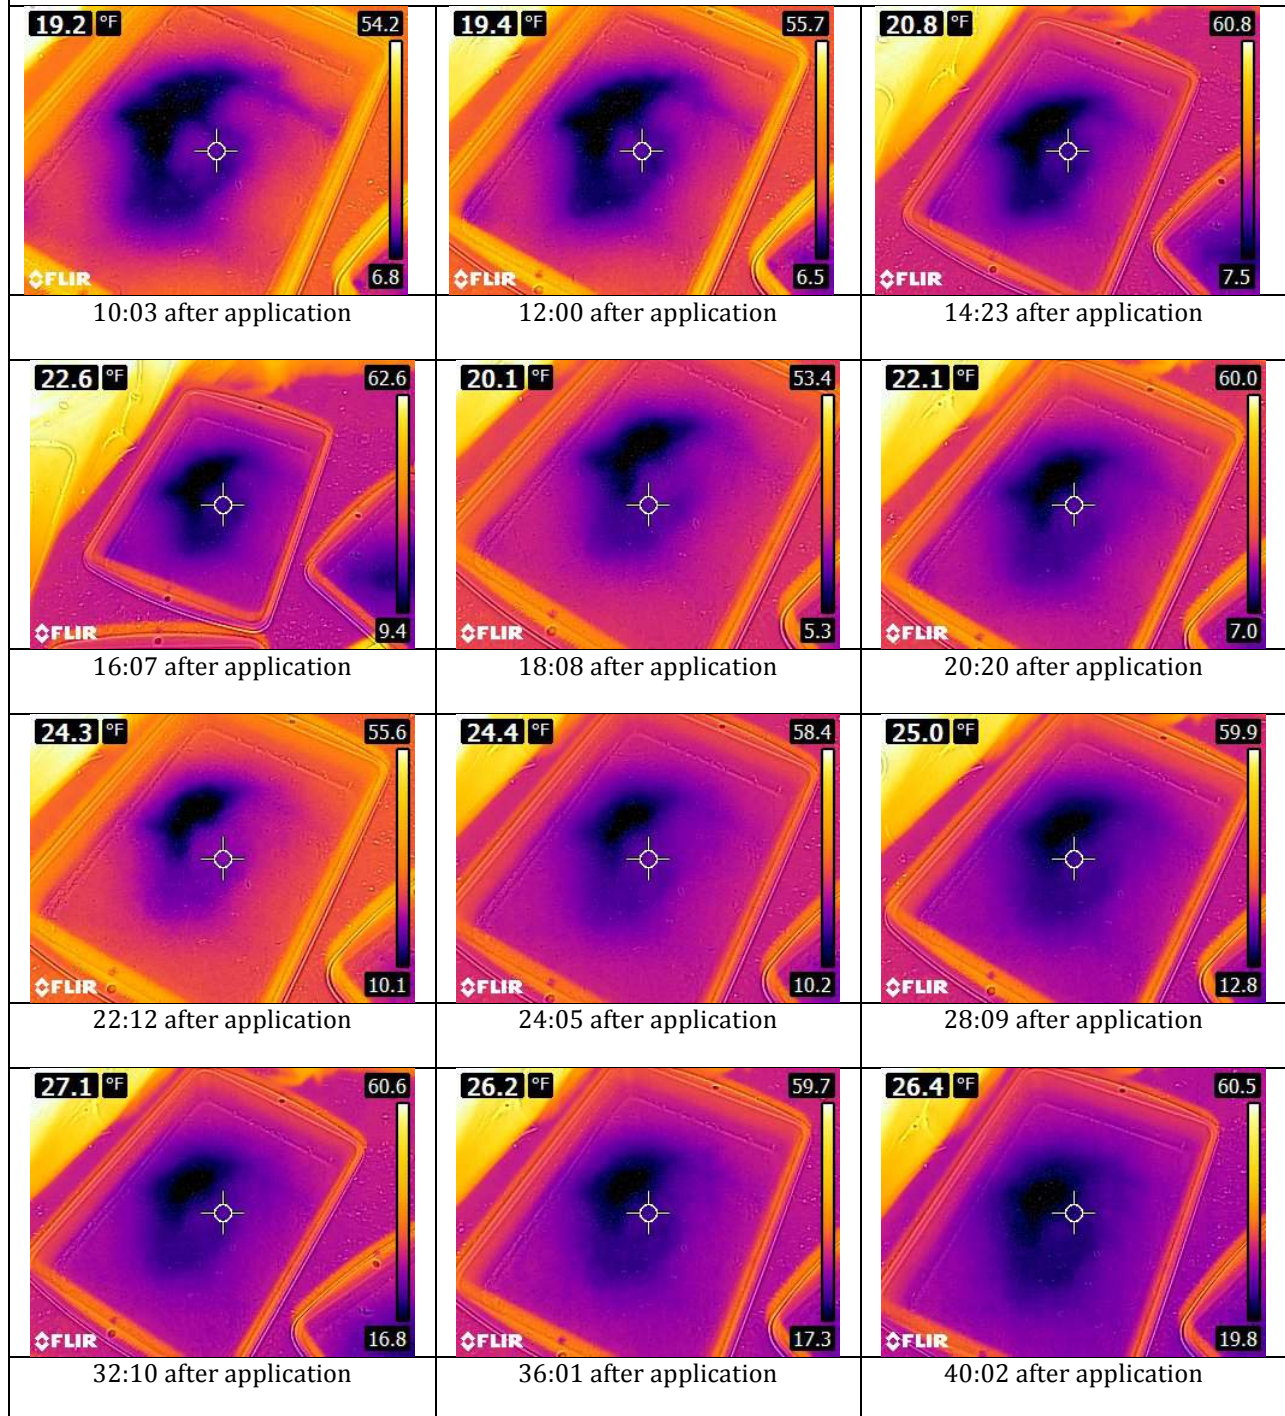 19.2 °F 54.2 19.4 °F 55.7 20.8 °F 60.8
FLIR 6.8 FLIR 6.5 FLIR 7.5
10:03 after application 12:00 after application 14:23 after application
22.6 °F 62.6 20.1 °F 53.4 22.1 °F 60.0
FLIR 9.4 FLIR 5.3 FLIR 7.0
16:07 after application 18:08 after application 20:20 after application
24.3 °F 55.6 24.4 °F 58.4 25.0 °F 59.9
FLIR 10.1 FLIR 10.2 FLIR 12.8
22:12 after application 24:05 after application 28:09 after application
27.1 °F 60.6 26.2 °F 59.7 26.4 °F 60.5
FLIR 16.8 FLIR 17.3 FLIR 19.8
32:10 after application 36:01 after application 40:02 after application